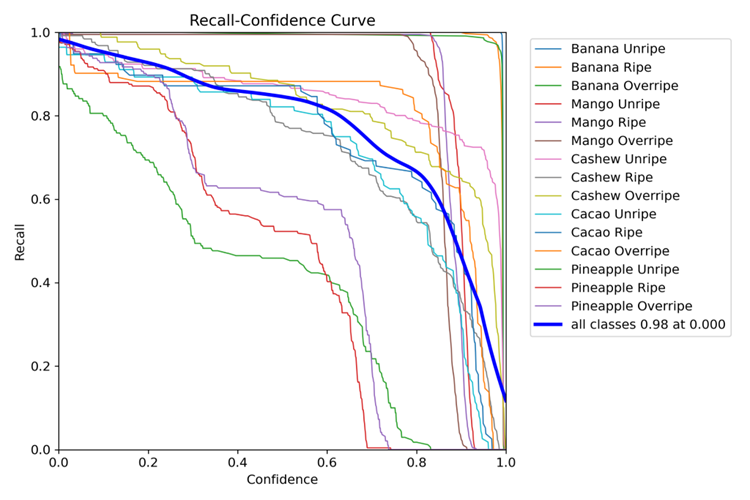 Recall-Confidence Curve
1.0
0.8
0.6
0.4
0.2
0.0
Recall
0.0 0.2 0.4 0.6 0.8 1.0
Confidence
Banana Unripe
Banana Ripe
Banana Overripe
Mango Unripe
Mango Ripe
Mango Overripe
Cashew Unripe
Cashew Ripe
Cashew Overripe
Cacao Unripe
Cacao Ripe
Cacao Overripe
Pineapple Unripe
Pineapple Ripe
Pineapple Overripe
all classes 0.98 at 0.000